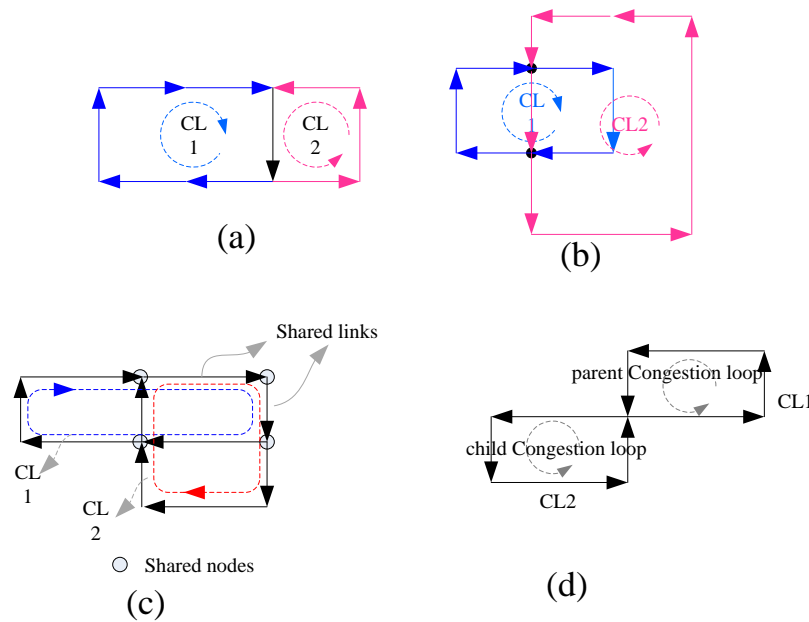 CL
1
CL
2
(a)
CL
1
CL2
(b)
Shared links
CL
1
CL
2
Shared nodes
(c)
parent Congestion loop
CL1
child Congestion loop
CL2
(d)